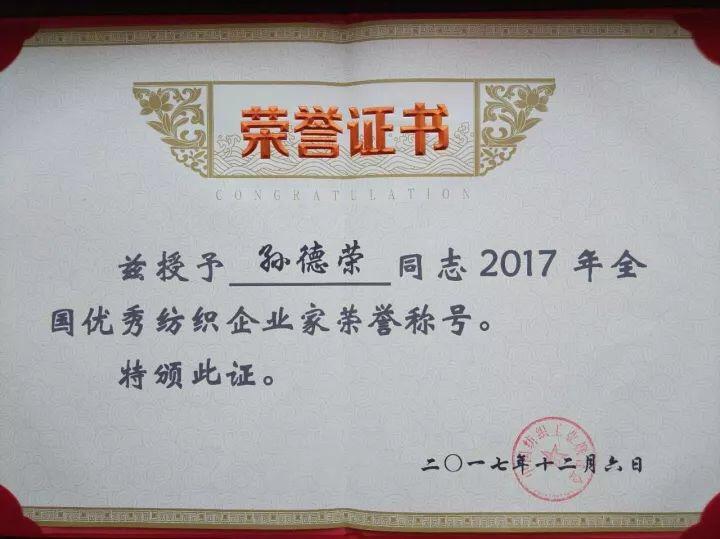 荣誉证书
CONGRATULATION
兹授予 孙德荣 同志 2017 年全
国优秀纺织企业家荣誉称号。
特颁此证。
二〇一七年十二月六日